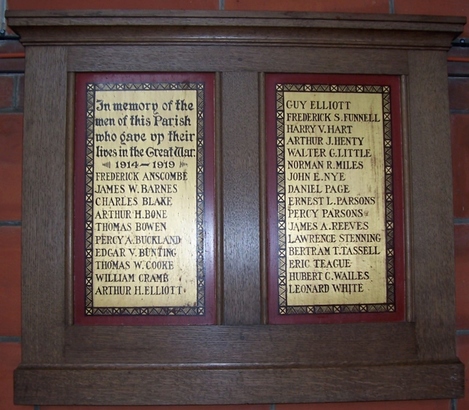 In memory of the
men of this Parish
who gave up their
lives in the Great War.
1914 — 1919
FREDERICK ANSCOMBE
JAMES W. BARNES
CHARLES BLAKE
ARTHUR H. BONE
THOMAS BOWEN
PERCY A. BUCKLAND
EDGAR V. BUNTING
THOMAS W. COOKE
WILLIAM CRAMB
ARTHUR H. ELLIOTT
GUY ELLIOTT
FREDERICK S. FUNNELL
HARRY V. HART
ARTHUR J. HENTY
WALTER G. LITTLE
NORMAN R. MILES
JOHN E. NYE
DANIEL PAGE
ERNEST L. PARSONS
PERCY PARSONS
JAMES A. REEVES
LAWRENCE STENNING
BERTRAM T. TASSELL
ERIC TEAGUE
HUBERT C. WAILES
LEONARD WHITE